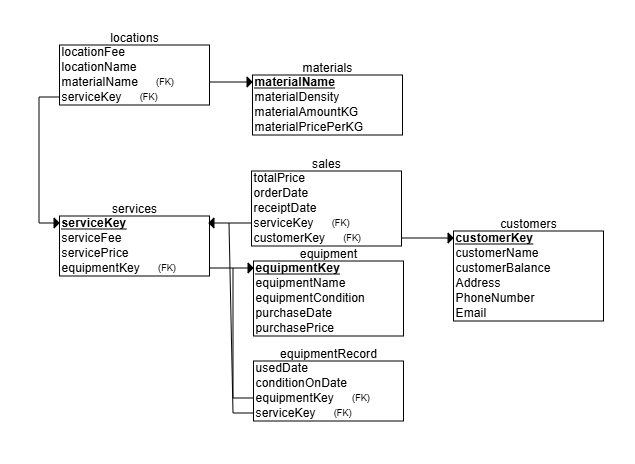 locations
locationFee
locationName
materialName (FK)
serviceKey (FK)
materials
materialName
materialDensity
materialAmountKG
materialPricePerKG
sales
totalPrice
orderDate
receiptDate
serviceKey (FK)
customerKey (FK)
services
serviceKey
serviceFee
servicePrice
equipmentKey (FK)
customers
customerKey
customerName
customerBalance
Address
PhoneNumber
Email
equipment
equipmentKey
equipmentName
equipmentCondition
purchaseDate
purchasePrice
equipmentRecord
usedDate
conditionOnDate
equipmentKey (FK)
serviceKey (FK)